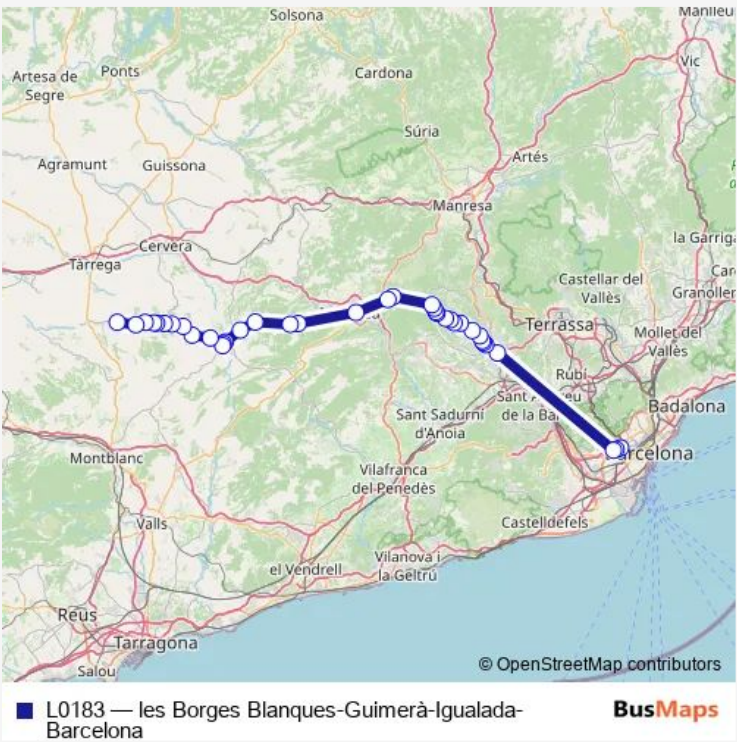 Manlleu
Solsona
Vic
Artesa de
Segre
Ponts
Cardona
Súria
Agramunt
Guissona
Artés
Manresa
la Garriga
Cervera
Tàrrega
Castellar del
Vallès
Granoller
Terrassa
Mollet del
Vallès
Rubí
Sant
de la Ba
Badalona
Sant Sadurní
d'Anoia
Barcelona
Montblanc
Vilafranca
del Penedès
Valls
Castelldefels
el Vendrell
Vilanova i
la Geltrú
Reus
Tarragona
Salou
© OpenStreetMap contributors
L0183 — les Borges Blanques-Guimerà-Igualada-
Barcelona
BusMaps